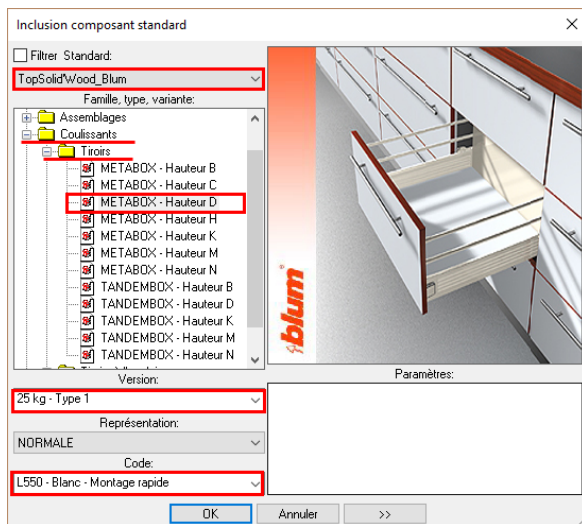 Inclusion composant standard
Filtrer Standard:
TopSolid'Wood_Blum
Famille, type, variante:
Assemblages
Coulissants
Tiroirs
METABOX - Hauteur B
METABOX - Hauteur C
METABOX - Hauteur D
METABOX - Hauteur H
METABOX - Hauteur K
METABOX - Hauteur M
METABOX - Hauteur N
TANDEMBOX - Hauteur B
TANDEMBOX - Hauteur D
TANDEMBOX - Hauteur K
TANDEMBOX - Hauteur M
TANDEMBOX - Hauteur N
blum
Version:
25 kg - Type 1
Représentation:
NORMALE
Code:
L550 - Blanc - Montage rapide
Paramètres:
OK
Annuler
>>